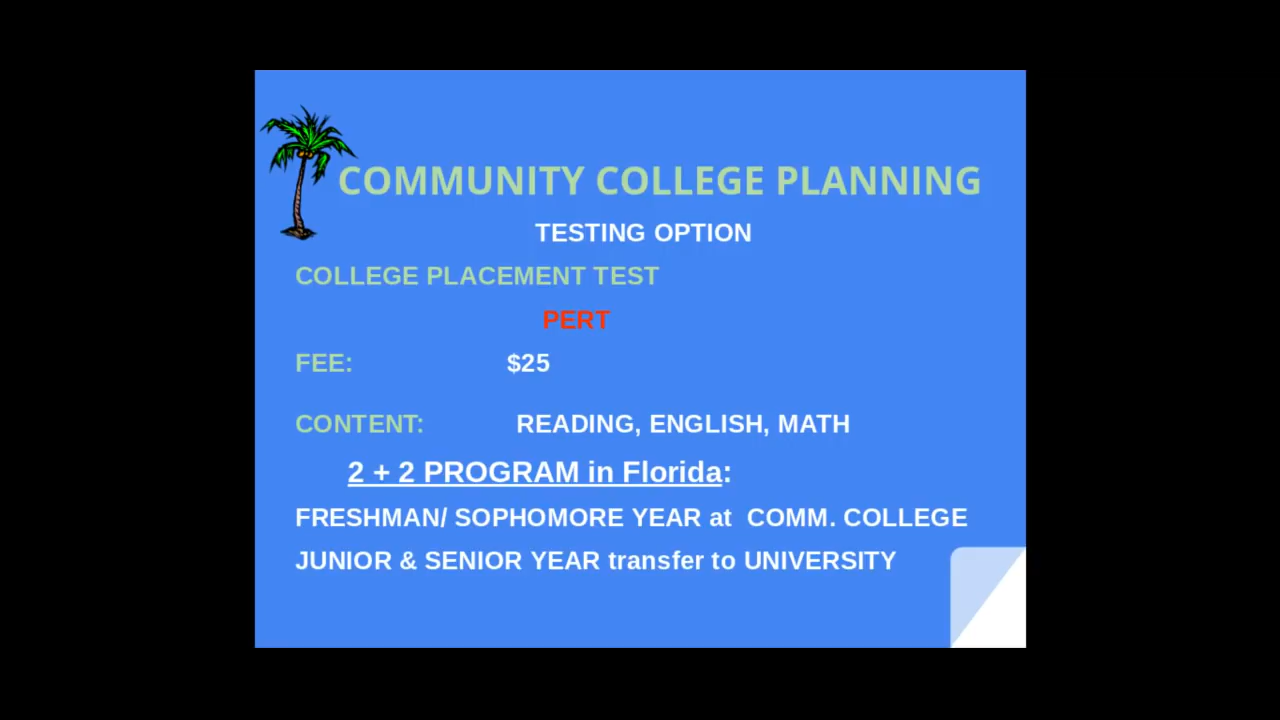 COMMUNITY COLLEGE PLANNING
TESTING OPTION
COLLEGE PLACEMENT TEST
PERT
FEE: $25
CONTENT: READING, ENGLISH, MATH
2 + 2 PROGRAM in Florida:
FRESHMAN/ SOPHOMORE YEAR at COMM. COLLEGE
JUNIOR & SENIOR YEAR transfer to UNIVERSITY